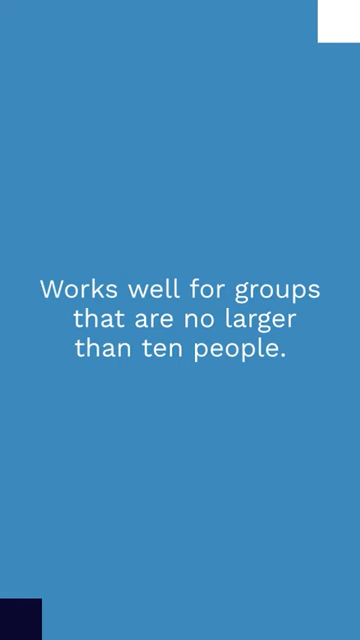 Works well for groups
that are no larger
than ten people.